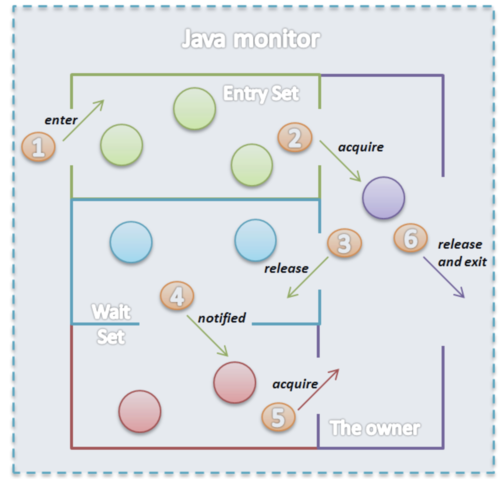 Java monitor
Entry Set
enter
1
2
acquire
3
6
release
and exit
release
4
notified
Wait
Set
acquire
5
The owner